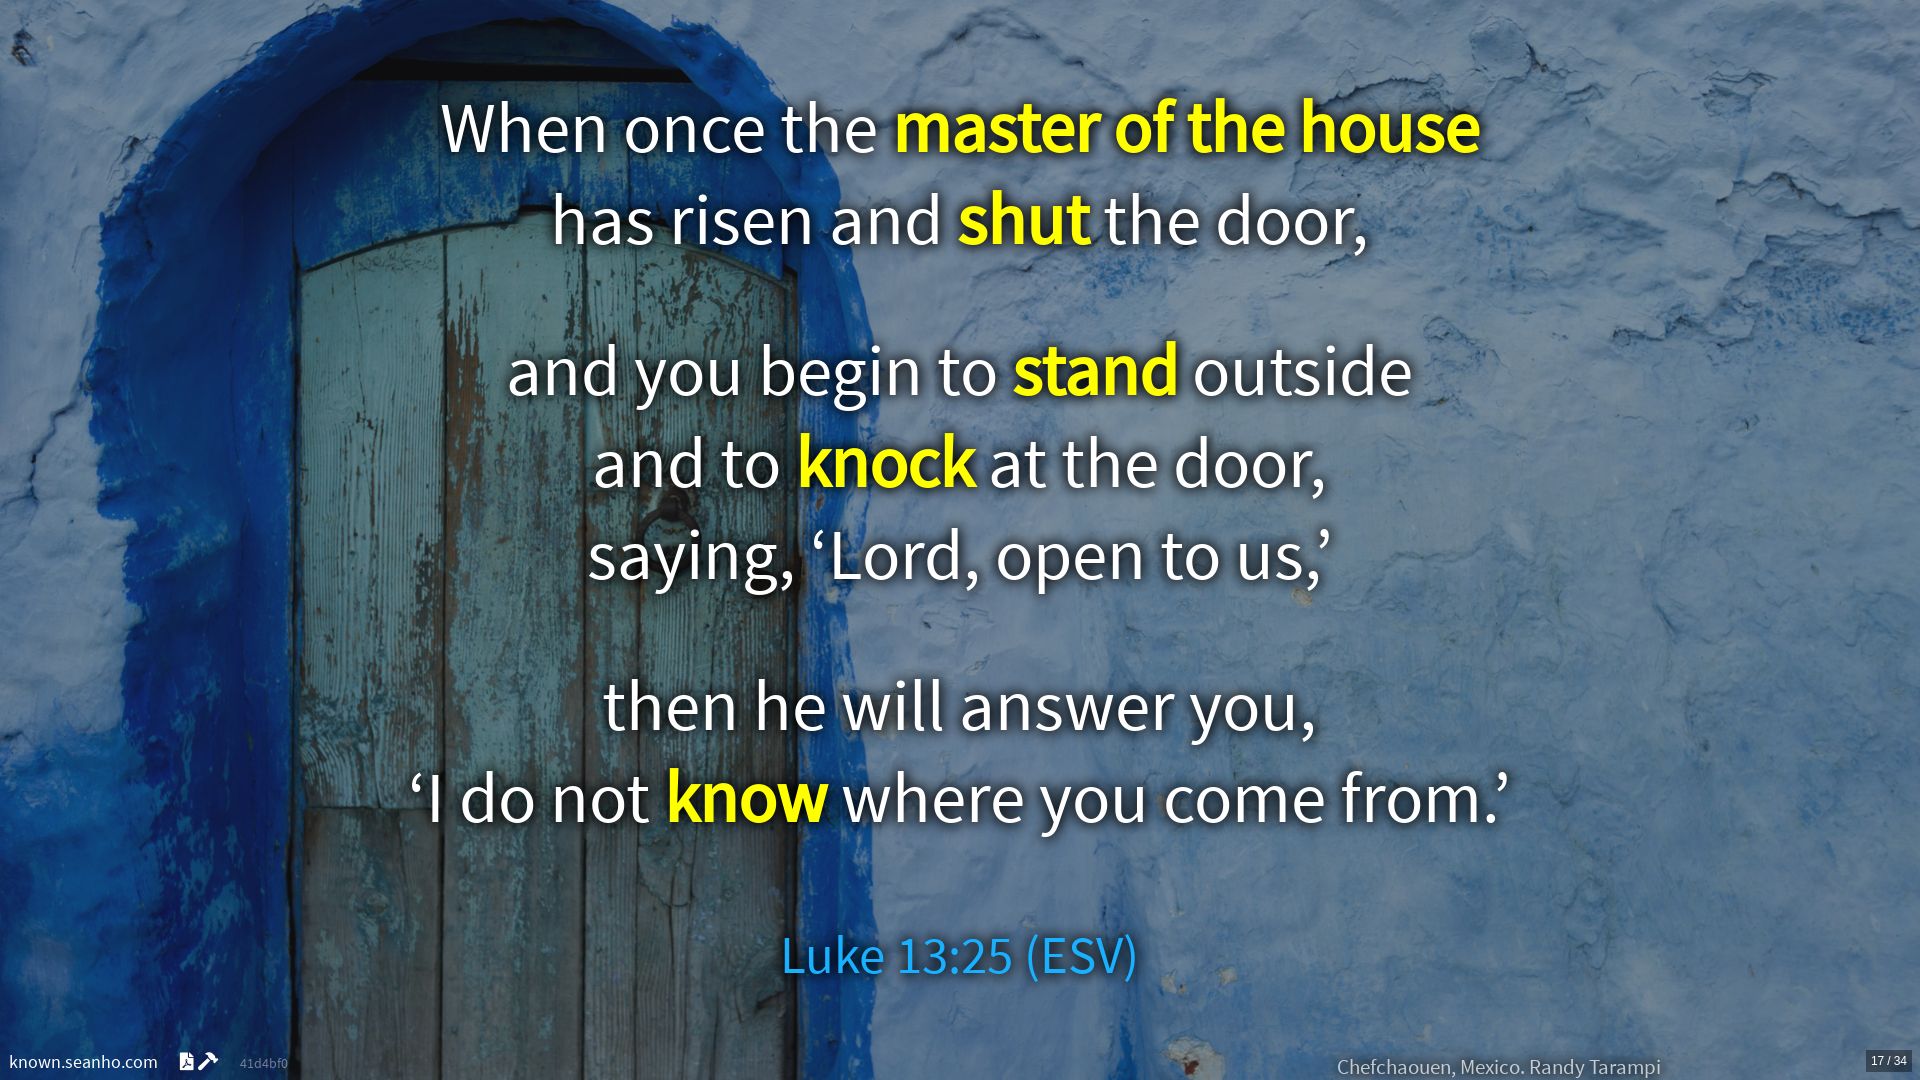 When once the master of the house
has risen and shut the door,
and you begin to stand outside
and to knock at the door,
saying, ‘Lord, open to us,’
then he will answer you,
‘I do not know where you come from.’
Luke 13:25 (ESV)
known.seanho.com 41d4bf0
Chefchaouen, Mexico. Randy Tarampi
17 / 34